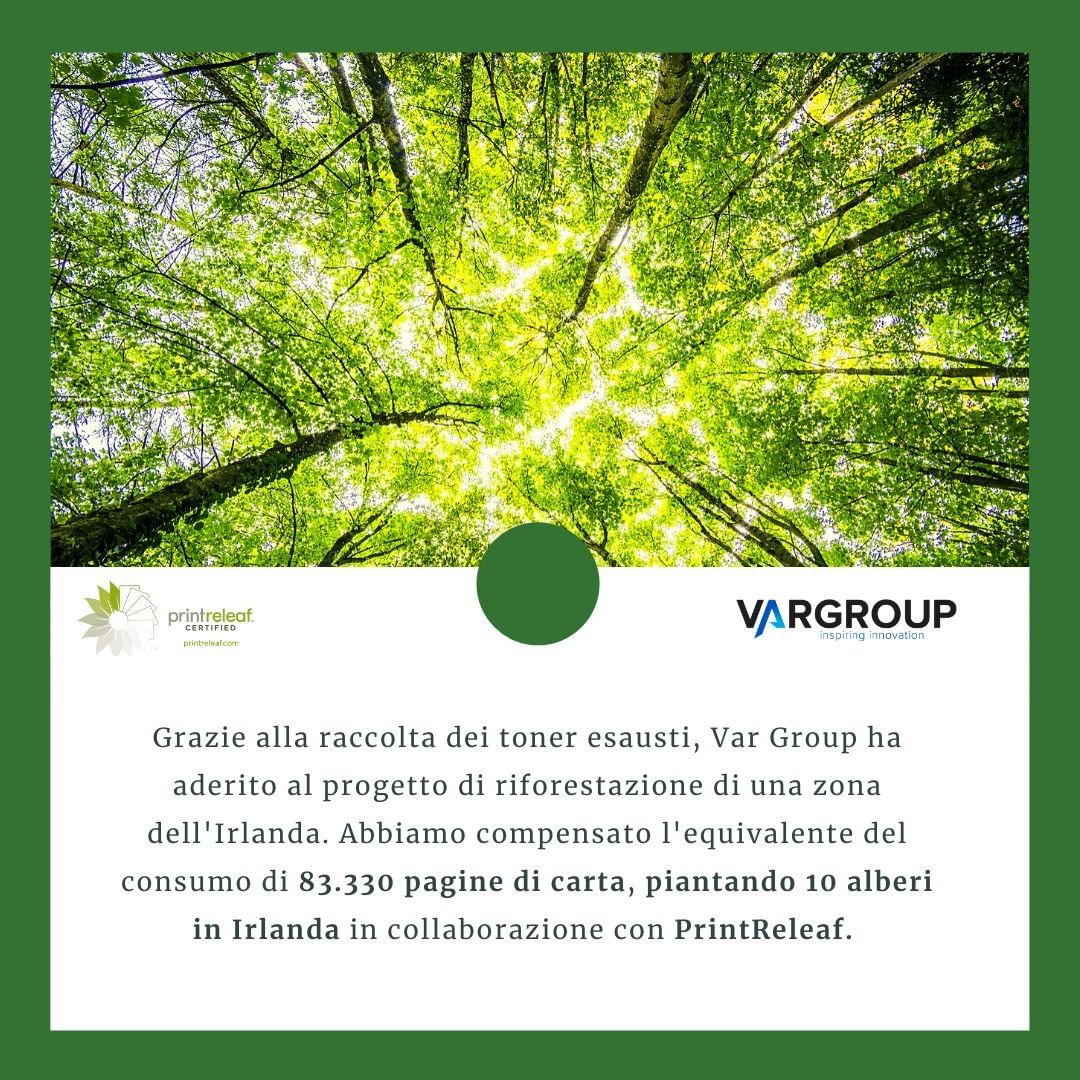 printreleaf
CERTIFIED
printreleaf.com
VARGROUP
inspiring innovation
Grazie alla raccolta dei toner esausti, Var Group ha
aderito al progetto di riforestazione di una zona
dell'Irlanda. Abbiamo compensato l'equivalente del
consumo di 83.330 pagine di carta, piantando 10 alberi
in Irlanda in collaborazione con PrintReleaf.